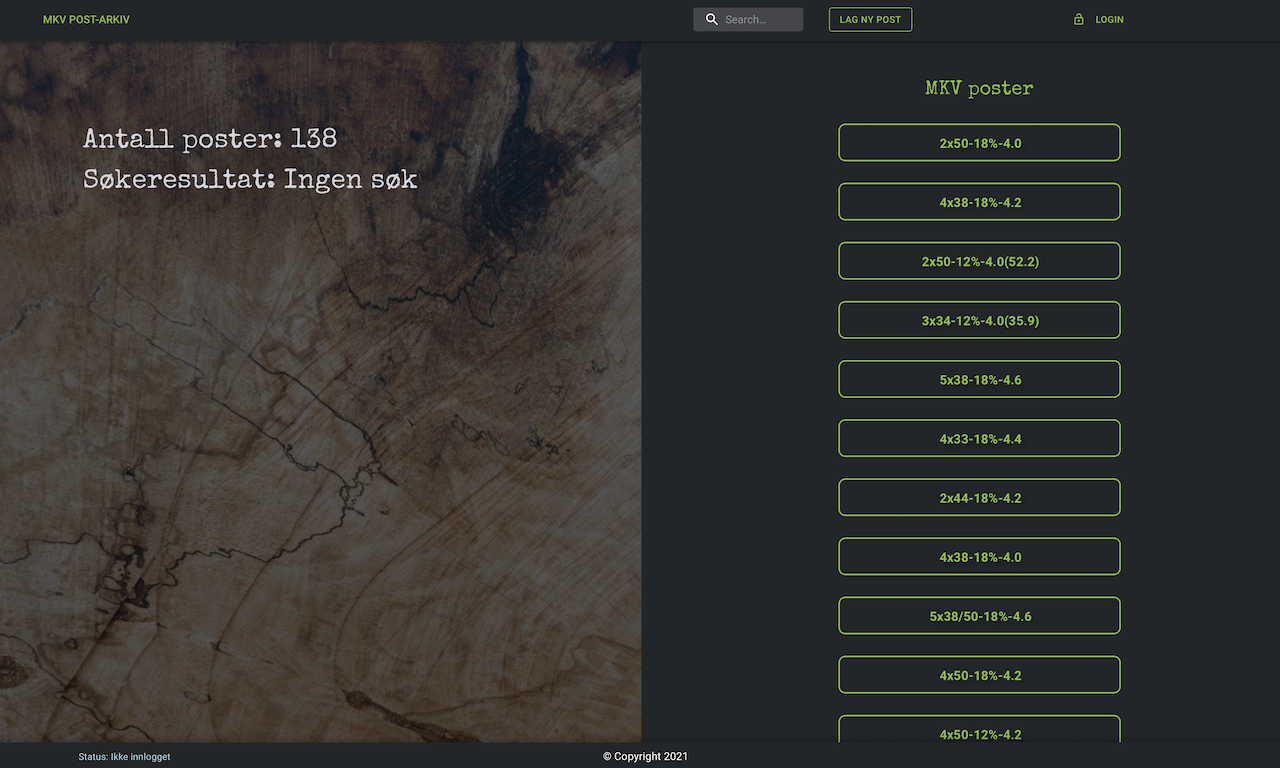 MKV POST-ARKIV
Search...
LAG NY POST
LOGIN
Antall poster: 138
Søkeresultat: Ingen søk
MKV poster
2x50-18%-4.0
4x38-18%-4.2
2x50-12%-4.0(52.2)
3x34-12%-4.0(35.9)
5x38-18%-4.6
4x33-18%-4.4
2x44-18%-4.2
4x38-18%-4.0
5x38/50-18%-4.6
4x50-18%-4.2
4x50-12%-4.2
Status: Ikke innlogget
© Copyright 2021